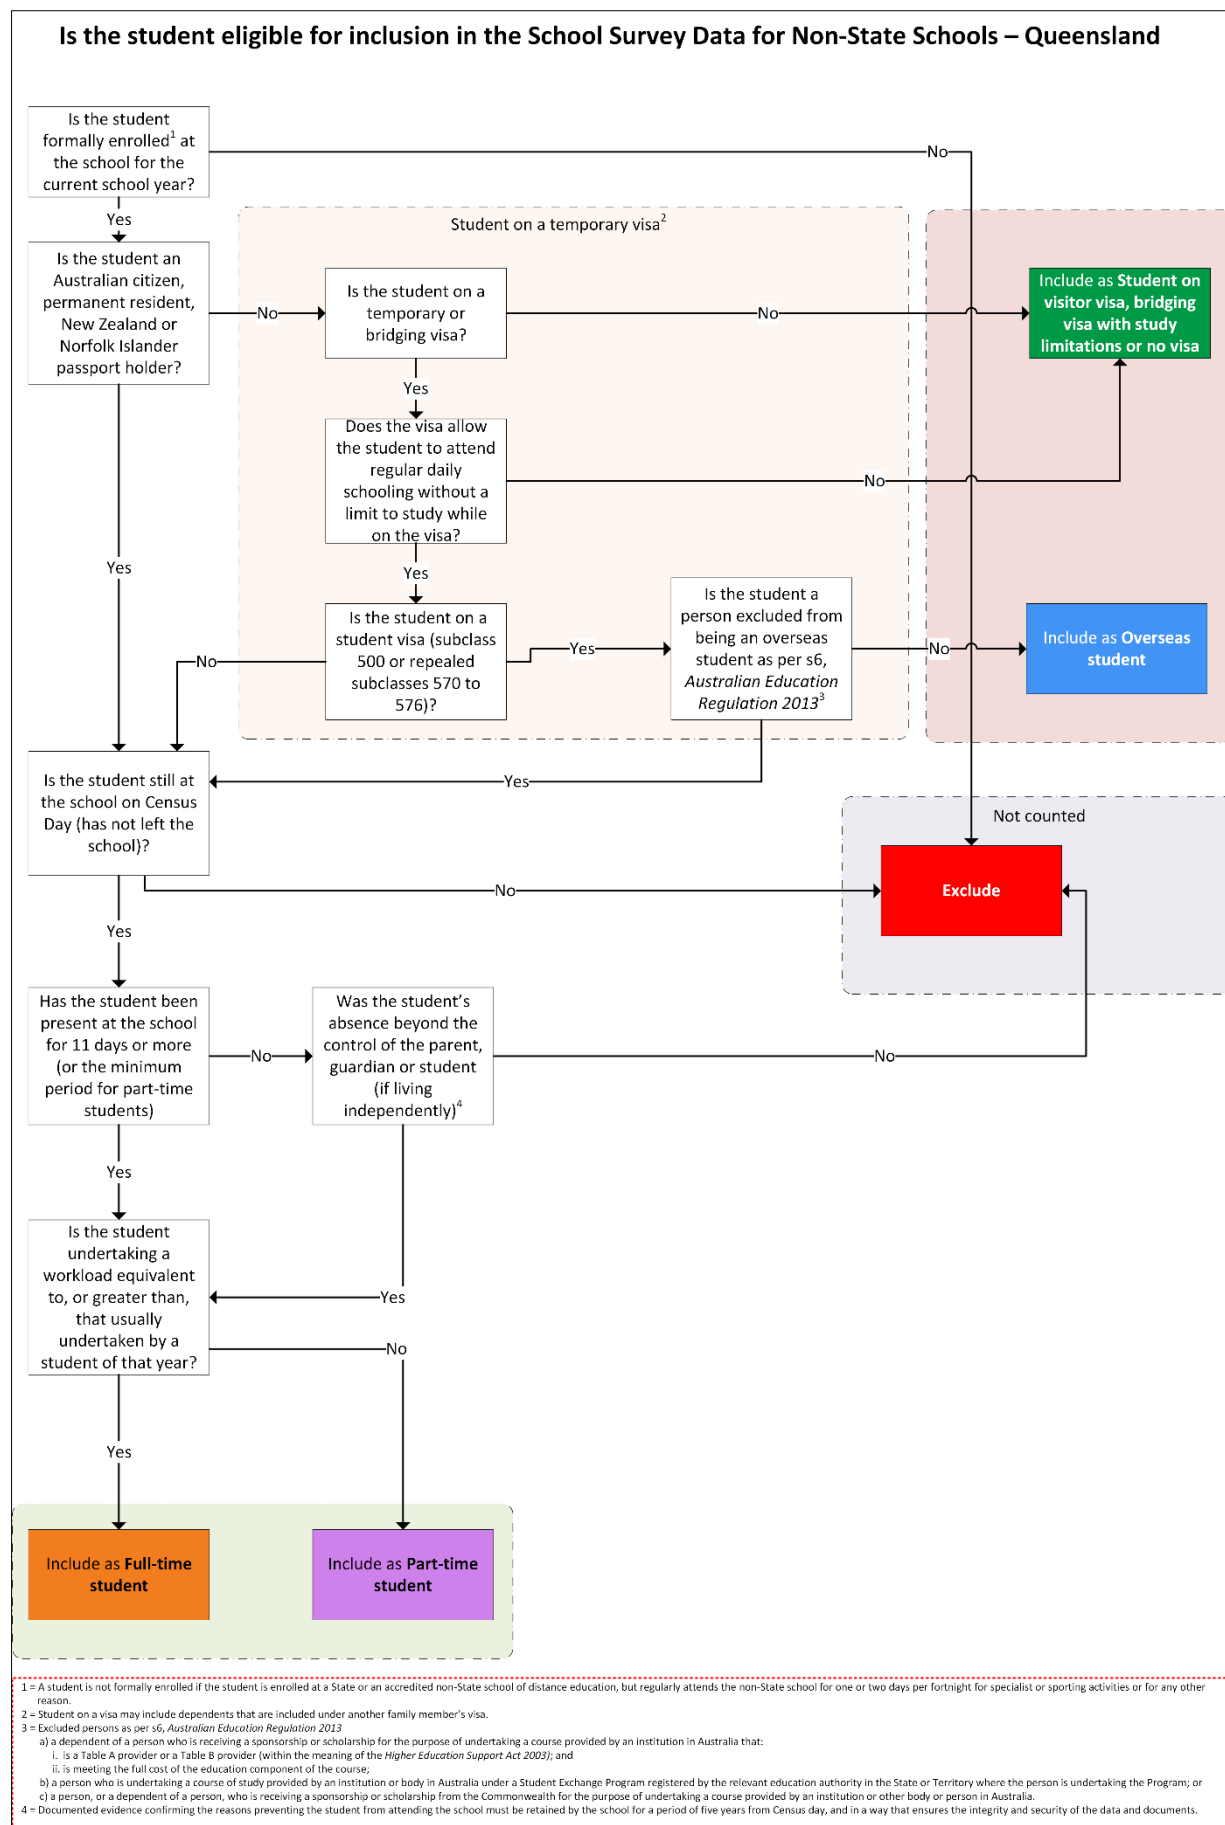 Is the student eligible for inclusion in the School Survey Data for Non-State Schools – Queensland
Is the student
formally enrolled1 at
the school for the
current school year?
No
Yes
Student on a temporary visa2
Is the student an
Australian citizen,
permanent resident,
New Zealand or
Norfolk Islander
passport holder?
No
Is the student on a
temporary or
bridging visa?
No
Include as Student on
visitor visa, bridging
visa with study
limitations or no visa
Yes
Does the visa allow
the student to attend
regular daily
schooling without a
limit to study while
on the visa?
No
Yes
Yes
Is the student on a
student visa (subclass
500 or repealed
subclasses 570 to
576)?
No
Yes
Is the student a
person excluded from
being an overseas
student as per s6,
Australian Education
Regulation 20133
No
Include as Overseas
student
Yes
Is the student still at
the school on Census
Day (has not left the
school)?
Not counted
No
Exclude
Yes
Has the student been
present at the school
for 11 days or more
(or the minimum
period for part-time
students)
No
Was the student's
absence beyond the
control of the parent,
guardian or student
(if living
independently)4
No
Yes
Is the student
undertaking a
workload equivalent
to, or greater than,
that usually
undertaken by a
student of that year?
Yes
No
Yes
Include as Full-time
student
Include as Part-time
student
1 = A student is not formally enrolled if the student is enrolled at a State or an accredited non-State school of distance education, but regularly attends the non-State school for one or two days per fortnight for specialist or sporting activities or for any other
reason.
2 = Student on a visa may include dependents that are included under another family member's visa.
3 = Excluded persons as per s6, Australian Education Regulation 2013
a) a dependent of a person who is receiving a sponsorship or scholarship for the purpose of undertaking a course provided by an institution in Australia that:
i. is a Table A provider or a Table B provider (within the meaning of the Higher Education Support Act 2003); and
ii. is meeting the full cost of the education component of the course;
b) a person who is undertaking a course of study provided by an institution or body in Australia under a Student Exchange Program registered by the relevant education authority in the State or Territory where the person is undertaking the Program; or
c) a person, or a dependent of a person, who is receiving a sponsorship or scholarship from the Commonwealth for the purpose of undertaking a course provided by an institution or other body or person in Australia.
4 = Documented evidence confirming the reasons preventing the student from attending the school must be retained by the school for a period of five years from Census day, and in a way that ensures the integrity and security of the data and documents.